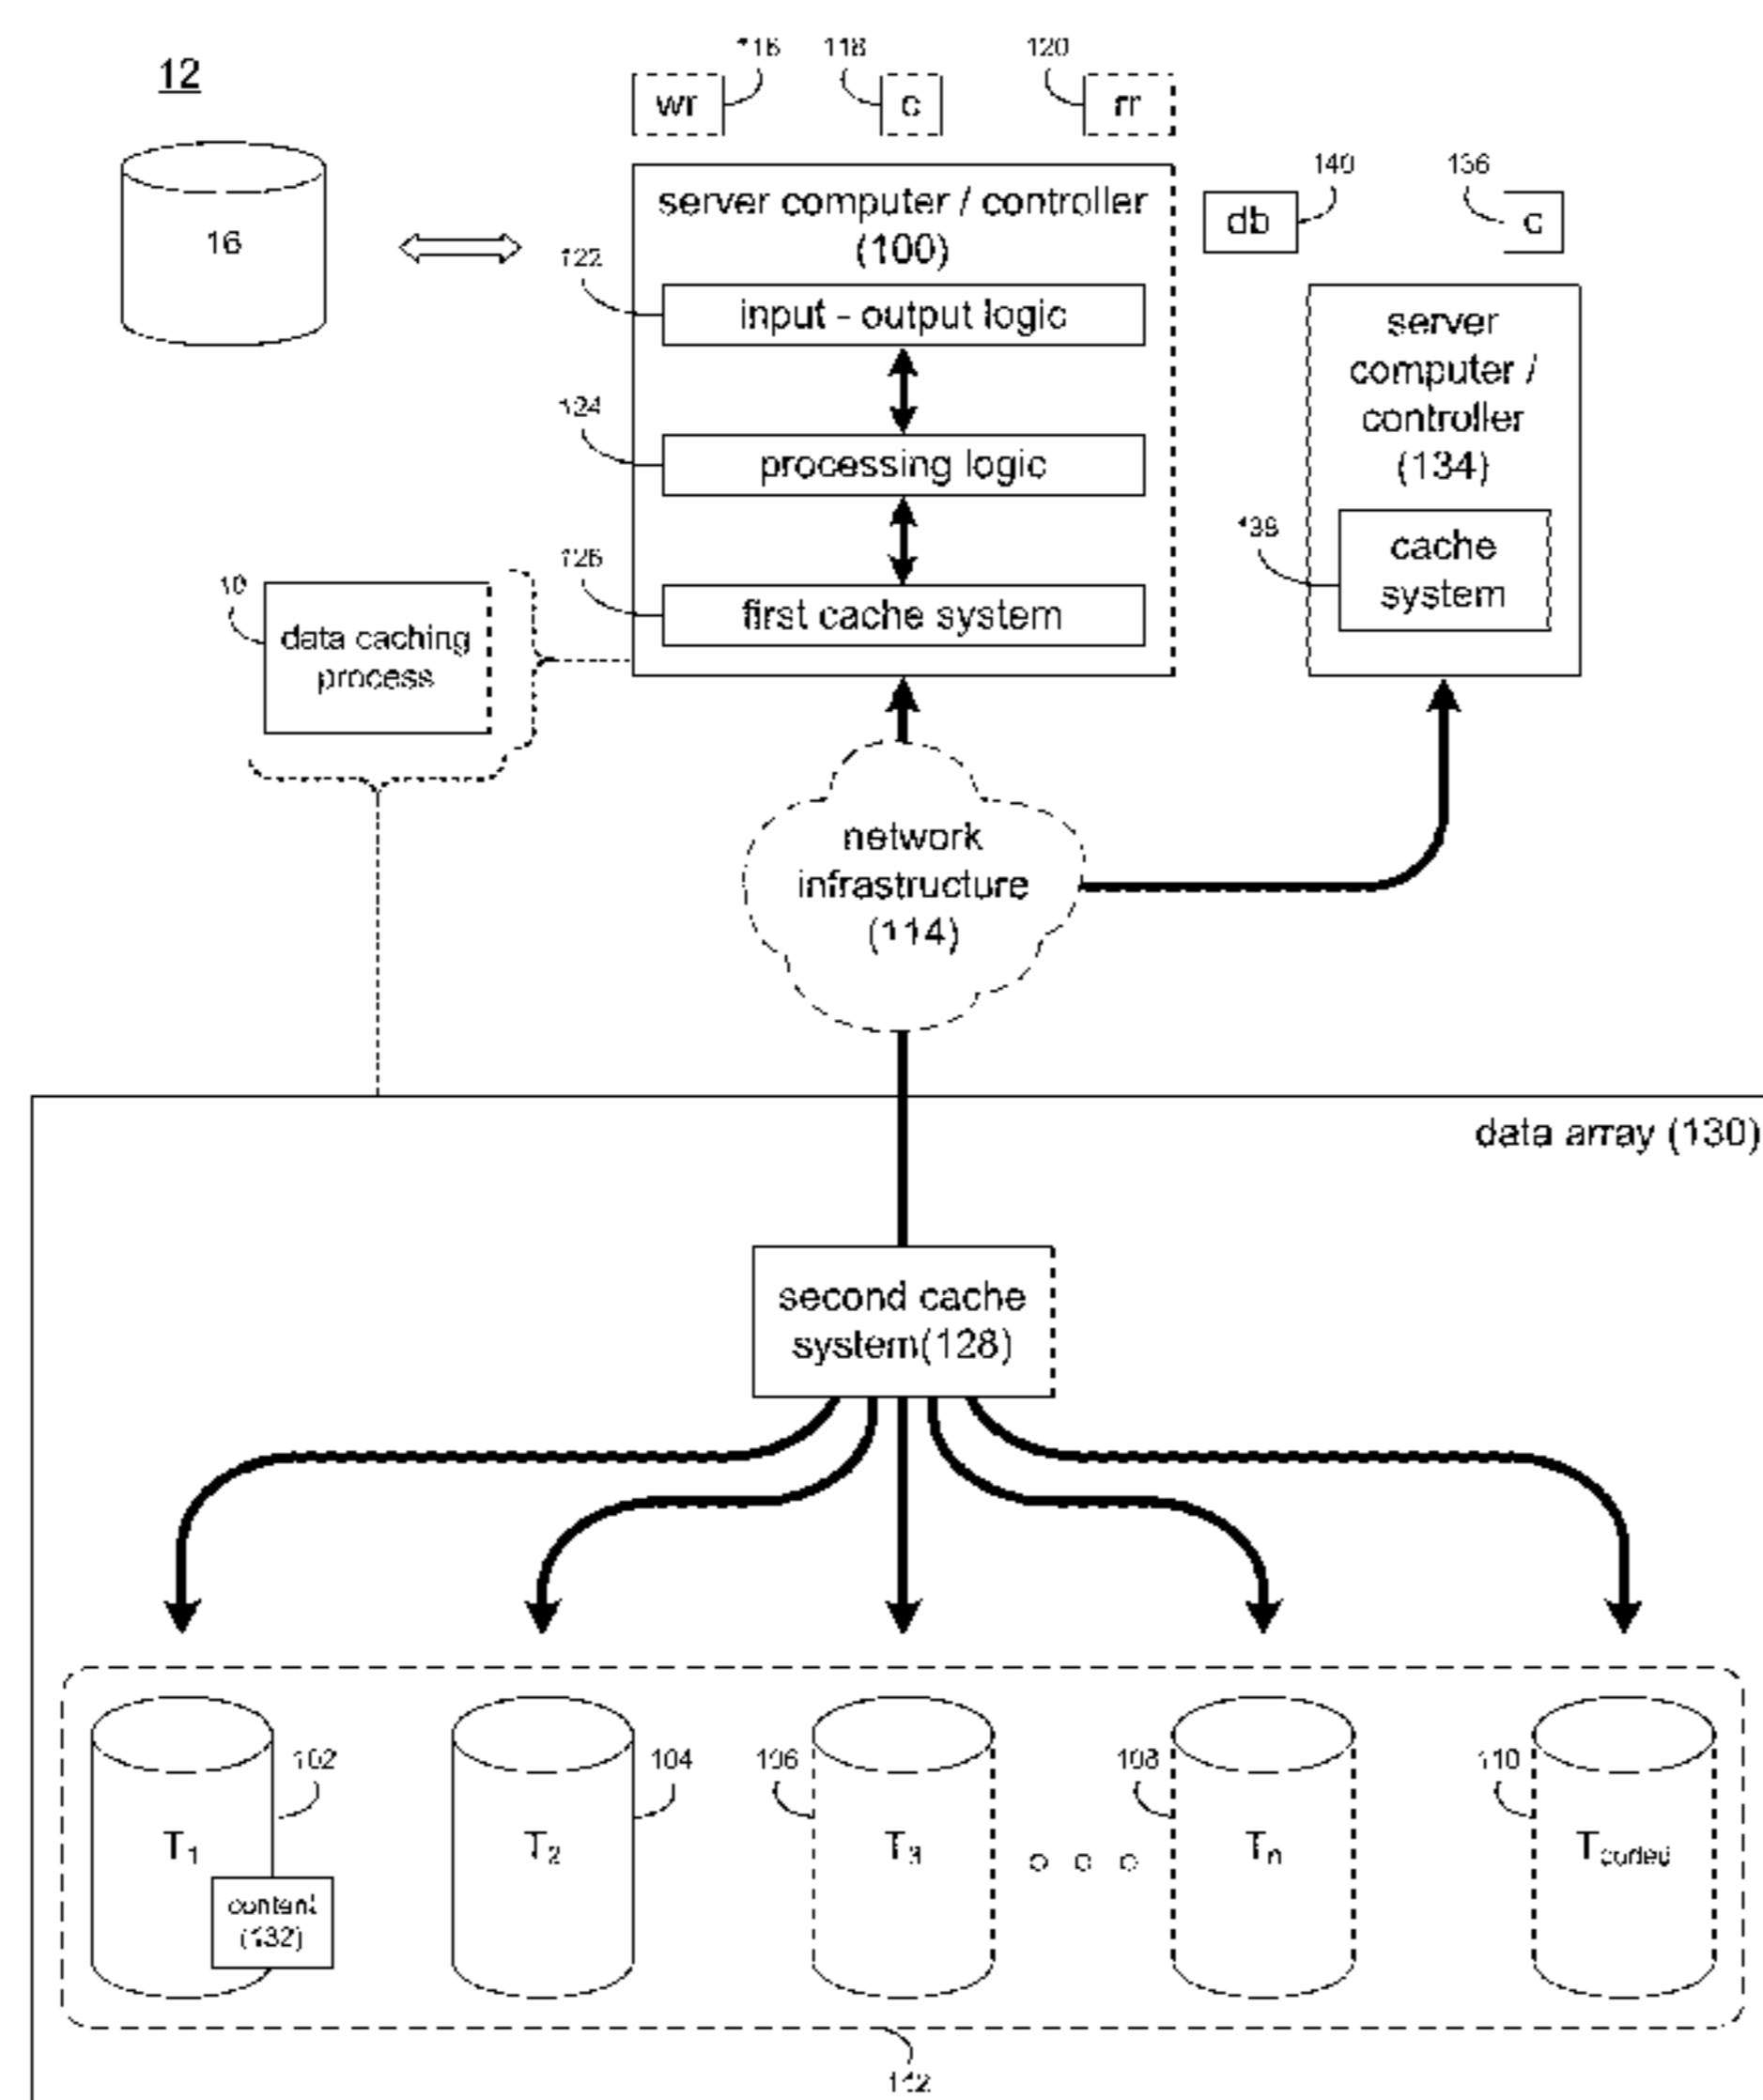 12
116
118
120
wr
c
rr
16
server computer / controller
(100)
122
input - output logic
124
processing logic
126
first cache system
140
136
db
c
server
computer /
controller
(134)
138
cache
system
10
data caching
process
network
infrastructure
(114)
data array (130)
second cache
system(128)
102
104
106
108
110
T₁
T₂
T₃
Tₙ
T coded
content
(132)
112